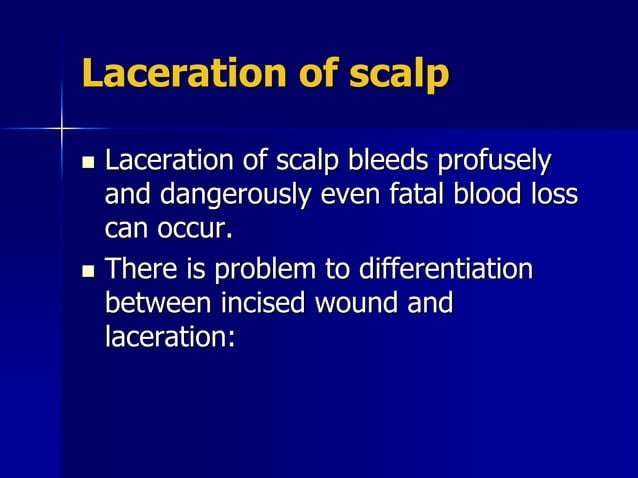 Laceration of scalp
■ Laceration of scalp bleeds profusely
and dangerously even fatal blood loss
can occur.
■ There is problem to differentiation
between incised wound and
laceration: